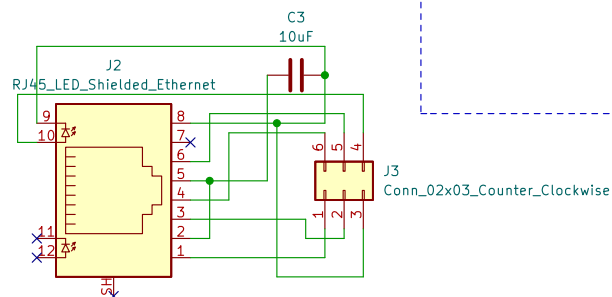 C3
10uF
J2
RJ45_LED_Shielded_Ethernet
9
10
11
12
8
7
6
5
4
3
2
1
SH
6 5 4
J3
Conn_02x03_Counter_Clockwise
1 2 3